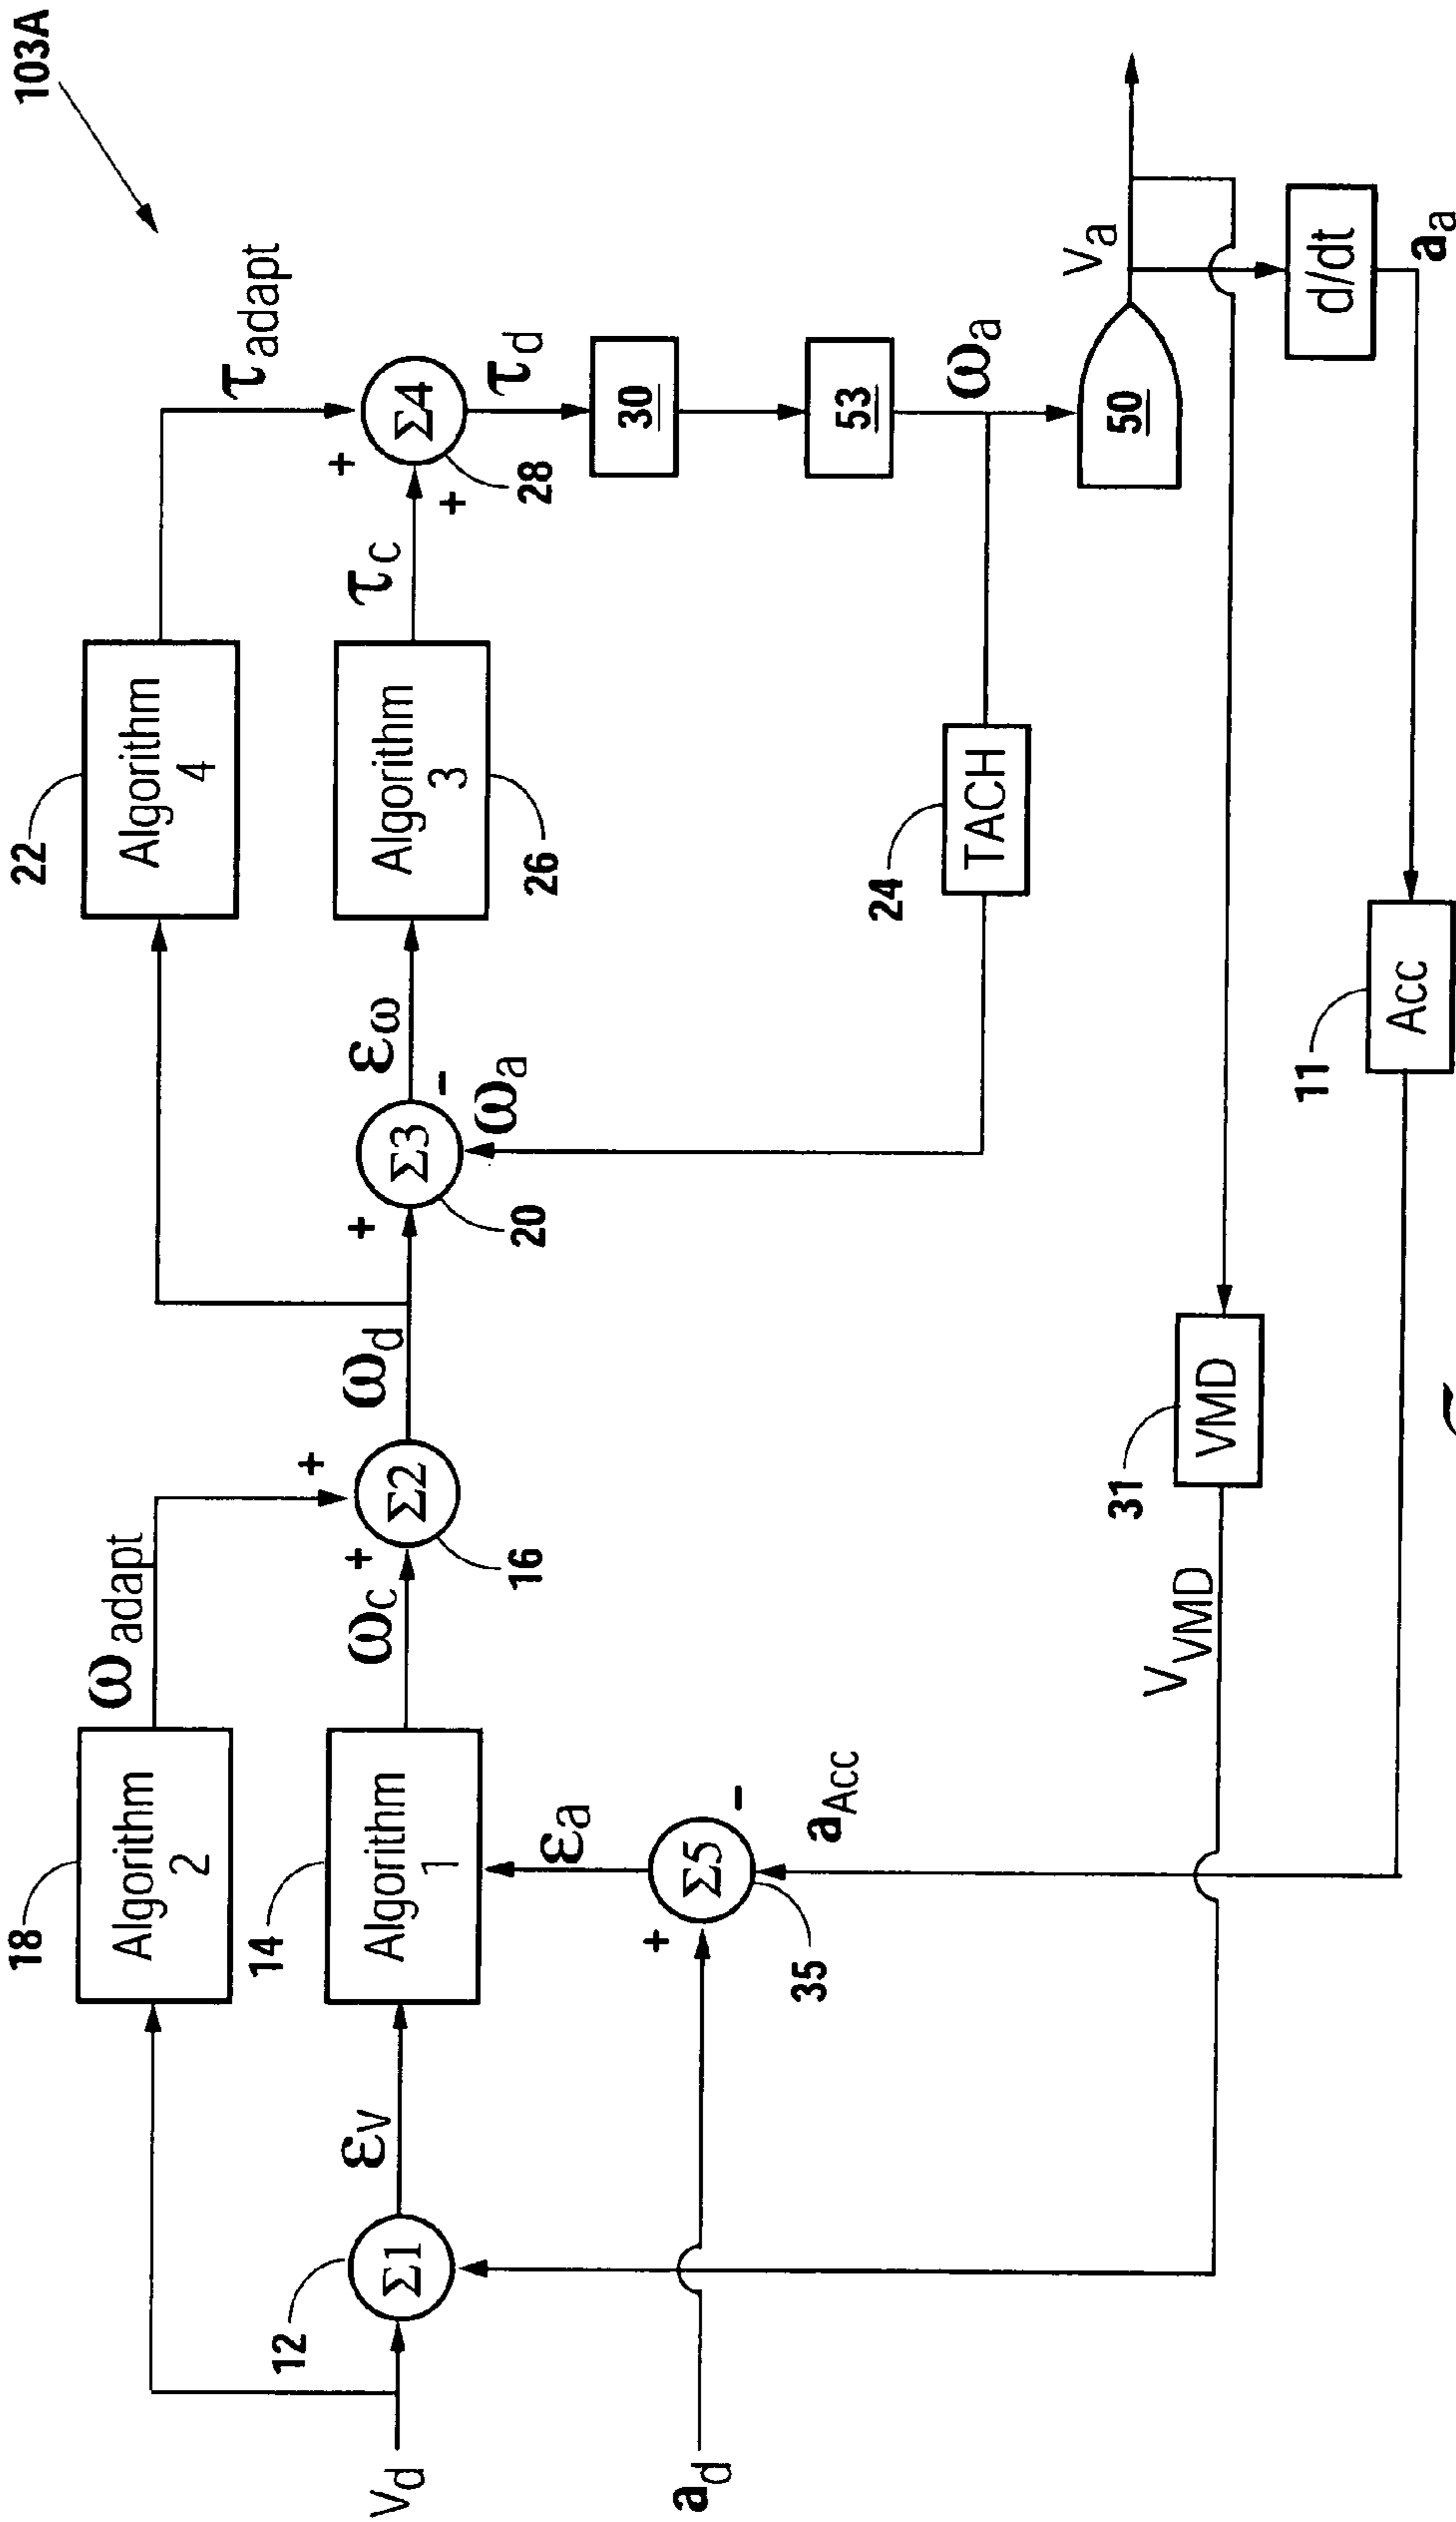 103A
22
Algorithm
4
τadapt
18
Algorithm
2
ωadapt
+
+
Σ4
28
τd
14
Algorithm
1
ωc
+
Σ2
16
ωd
+
Σ3
20
-
εω
ωa
Algorithm
3
26
τc
+
30
53
ωa
50
Va
Vd
12
Σ1
εV
εa
ad
+
Σ5
35
-
aAcc
24
TACH
VVMD
31
VMD
11
Acc
d/dt
aa